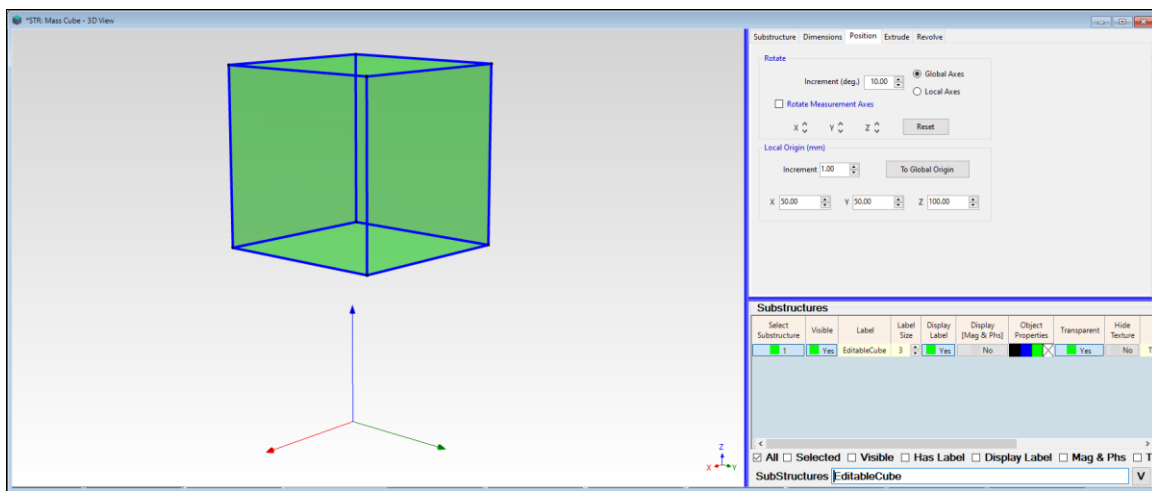 *STR: Mass Cube - 3D View
Substructure Dimensions Position Extrude Revolve
Rotate
Increment (deg.) 10.00 Global Axes
Local Axes
Rotate Measurement Axes
X Y Z Reset
Local Origin (mm)
Increment 1.00 To Global Origin
X 50.00 Y 50.00 Z 100.00
Z
X Y
Substructures
Select Substructure Visible Label Label Size Display Label Display [Mag & Phs] Object Properties Transparent Hide Texture
1 Yes EditableCube 3 Yes No Yes No T
All Selected Visible Has Label Display Label Mag & Phs T
SubStructures EditableCube V